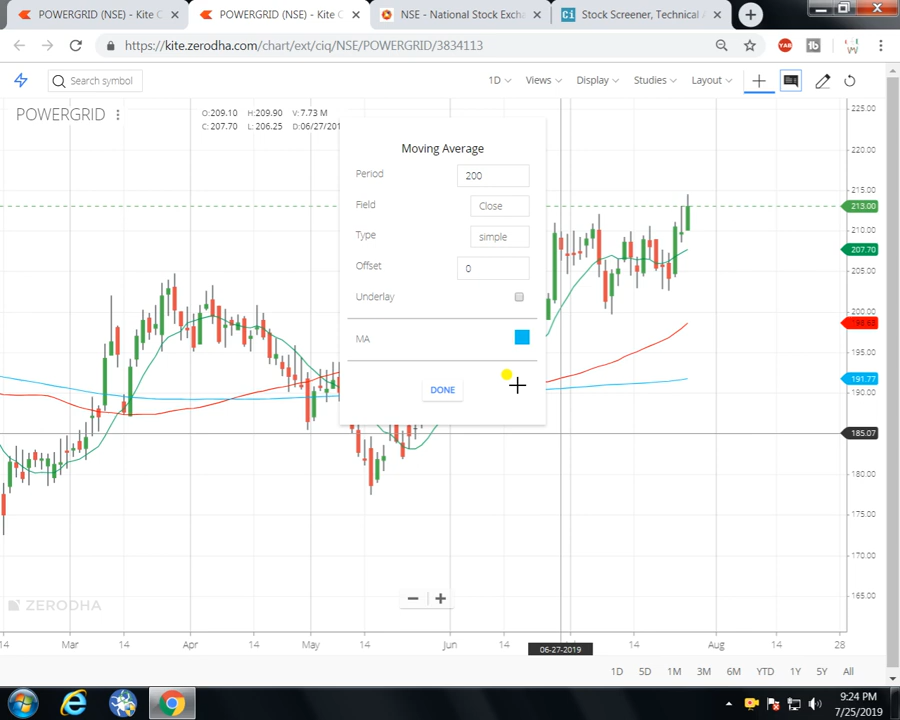 POWERGRID (NSE) - Kite C
POWERGRID (NSE) - Kite C
NSE - National Stock Excha
Stock Screener, Technical A
https://kite.zerodha.com/chart/ext/ciq/NSE/POWERGRID/3834113
Search symbol
1D
Views
Display
Studies
Layout
POWERGRID
O:209.10 H:209.90 V:7.73 M
C: 207.70 L: 206.25 D:06/27/201
Moving Average
Period
200
Field
Close
Type
simple
Offset
0
Underlay
MA
DONE
225.00
220.00
215.00
213.00
210.00
207.70
205.00
200.00
195.00
191.77
190.00
185.07
180.00
175.00
170.00
165.00
ZERODHA
14
Mar
14
Apr
14
May
14
Jun
14
06-27-2019
14
Aug
14
28
1D
5D
1M
3M
6M
YTD
1Y
5Y
All
9:24 PM
7/25/2019